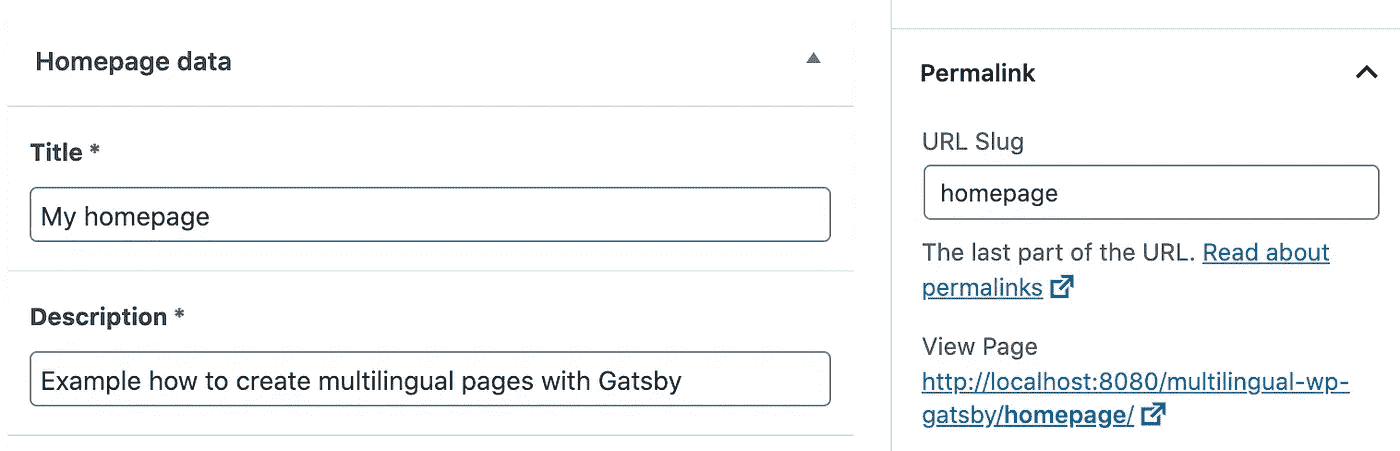 Homepage data
Title *
My homepage
Description *
Example how to create multilingual pages with Gatsby
Permalink
URL Slug
homepage
The last part of the URL. Read about
permalinks
View Page
http://localhost:8080/multilingual-wp-
gatsby/homepage/